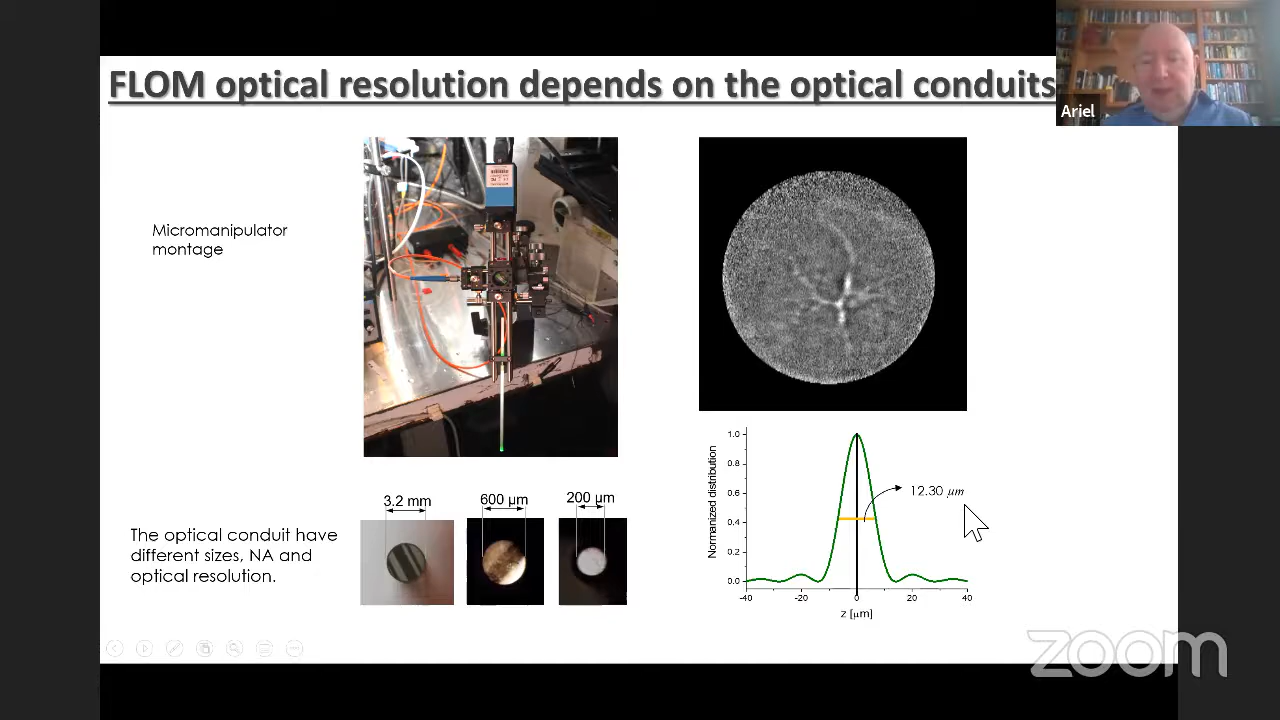 FLOM optical resolution depends on the optical conduits
Ariel
Micromanipulator
montage
3.2 mm
600 µm
200 µm
The optical conduit have
different sizes, NA and
optical resolution.
Normanized distribution
1.0
0.8
0.6
0.4
0.2
0.0
12.30 µm
-40
-20
0
20
40
z [µm]
zoom